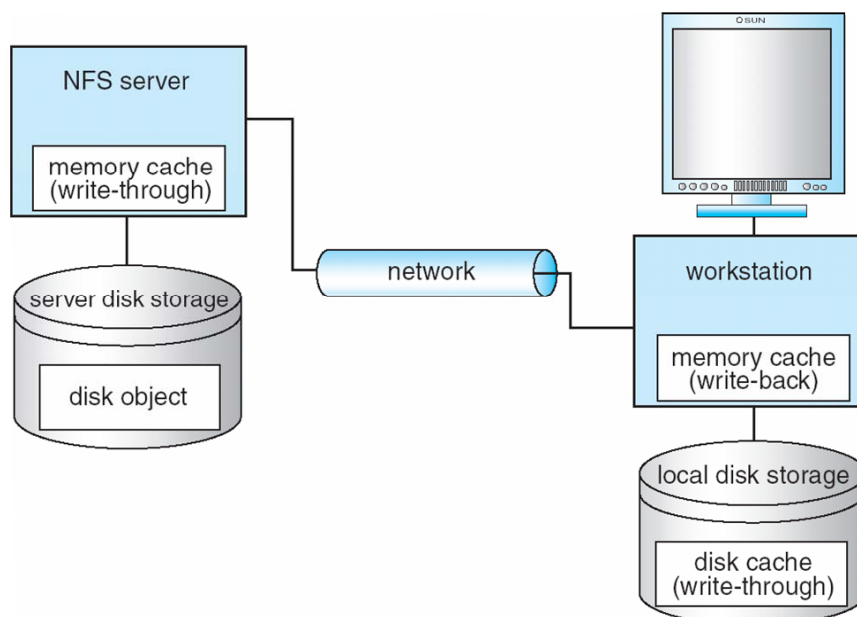 SUN
NFS server
memory cache
(write-through)
server disk storage
disk object
network
workstation
memory cache
(write-back)
local disk storage
disk cache
(write-through)